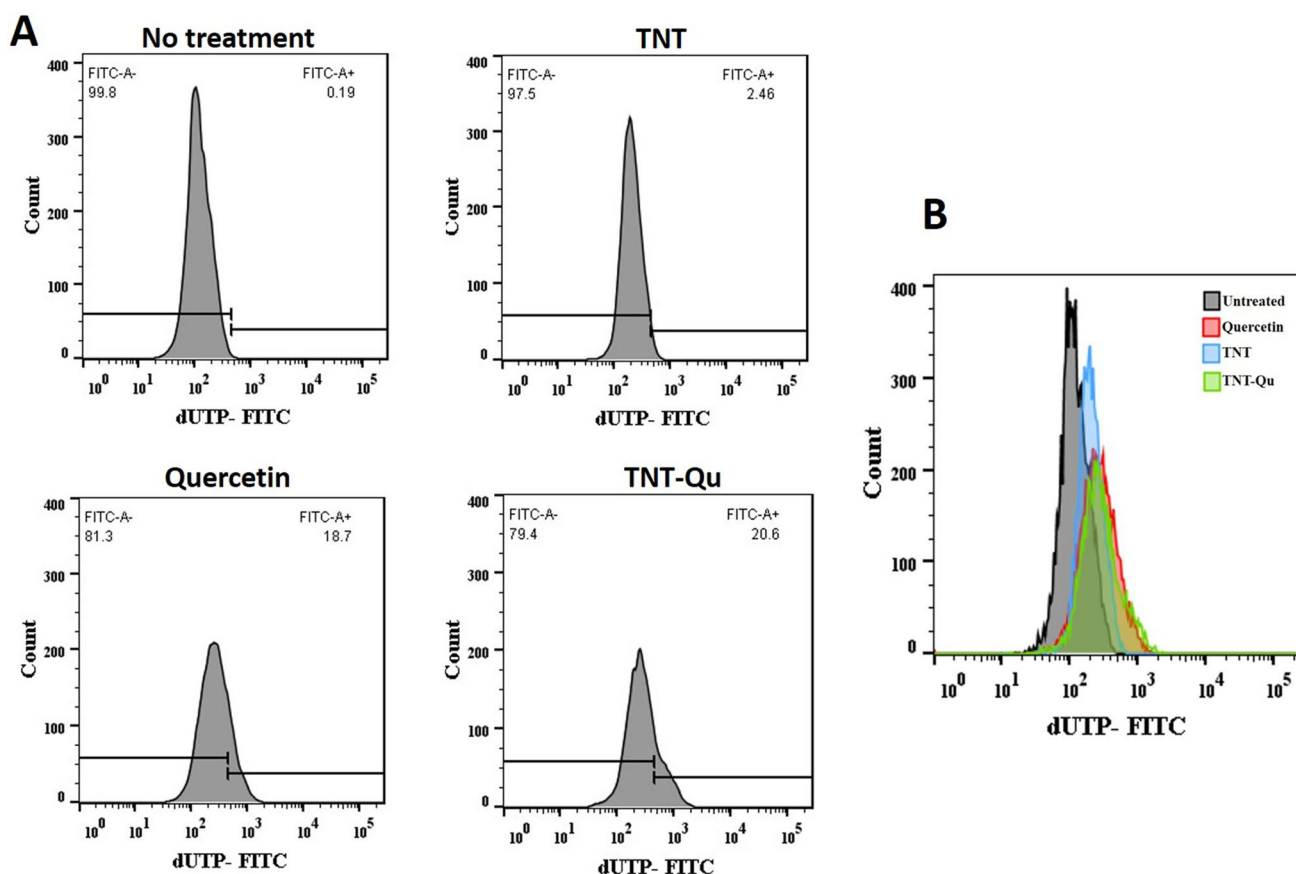 A
No treatment
FITC-A-
99.8
FITC-A+
0.19
400
300
200
100
0
Count
10^0 10^1 10^2 10^3 10^4 10^5
dUTP- FITC
TNT
FITC-A-
97.5
FITC-A+
2.46
400
300
200
100
0
Count
10^0 10^1 10^2 10^3 10^4 10^5
dUTP- FITC
Quercetin
FITC-A-
81.3
FITC-A+
18.7
400
300
200
100
0
Count
10^0 10^1 10^2 10^3 10^4 10^5
dUTP- FITC
TNT-Qu
FITC-A-
79.4
FITC-A+
20.6
400
300
200
100
0
Count
10^0 10^1 10^2 10^3 10^4 10^5
dUTP- FITC
B
Untreated
Quercetin
TNT
TNT-Qu
400
300
200
100
0
Count
10^0 10^1 10^2 10^3 10^4 10^5
dUTP- FITC